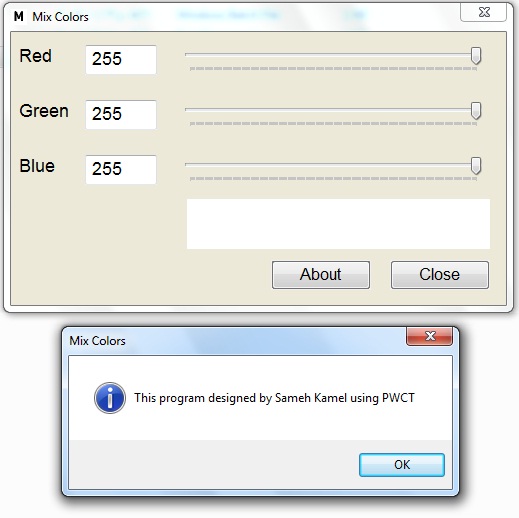 M Mix Colors
Red 255
Green 255
Blue 255
About Close
Mix Colors
This program designed by Sameh Kamel using PWCT
OK